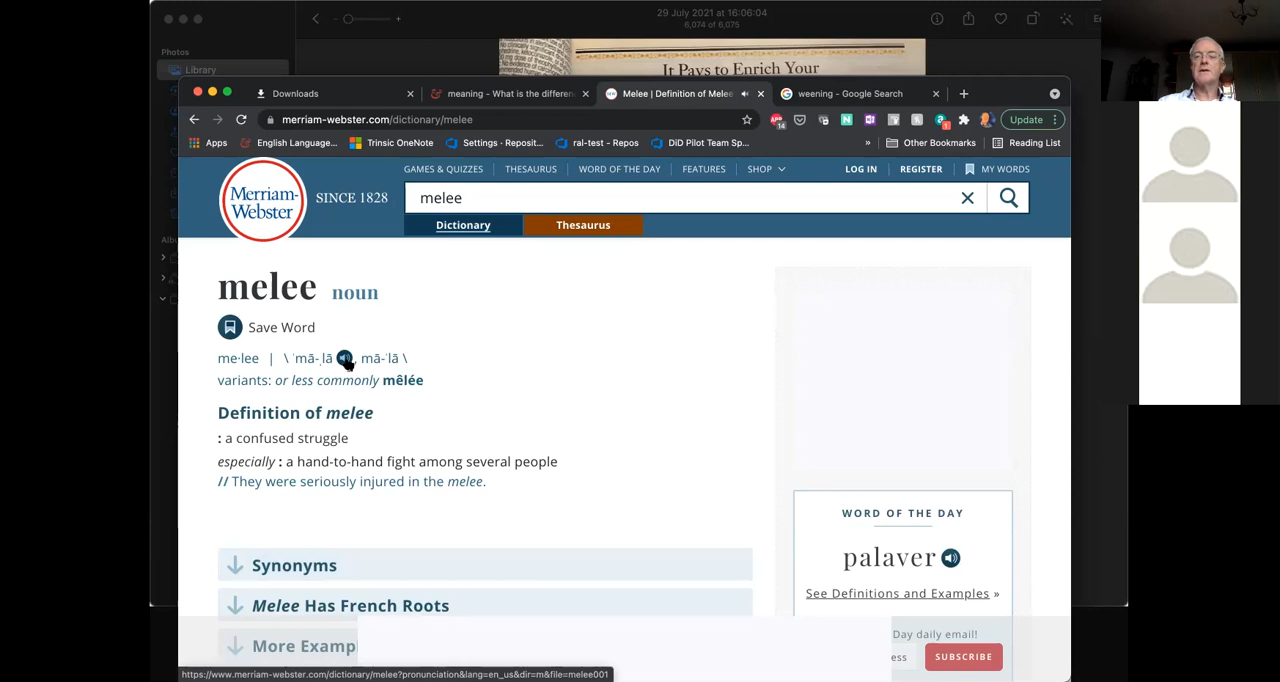 29 July 2021 at 16:06:04
6,074 of 6,075
Photos
Library
It Pays to Enrich Your
Downloads
meaning - What is the differen
Melee | Definition of Mele
weening - Google Search
merriam-webster.com/dictionary/melee
14
1
Update
Apps
English Language...
Trinsic OneNote
Settings - Reposit...
ral-test - Repos
DiD Pilot Team Sp...
»
Other Bookmarks
Reading List
GAMES & QUIZZES
THESAURUS
WORD OF THE DAY
FEATURES
SHOP
LOG IN
REGISTER
MY WORDS
Merriam-
Webster
SINCE 1828
melee
Dictionary
Thesaurus
melee noun
Save Word
me·lee | \ ˈmā-ˌlā , mā-ˈlā \
variants: or less commonly mêlée
Definition of melee
: a confused struggle
especially : a hand-to-hand fight among several people
// They were seriously injured in the melee.
Synonyms
Melee Has French Roots
More Examp
WORD OF THE DAY
palaver
See Definitions and Examples »
Day daily email!
ess
SUBSCRIBE
https://www.merriam-webster.com/dictionary/melee?pronunciation&lang=en_us&dir=m&file=melee001